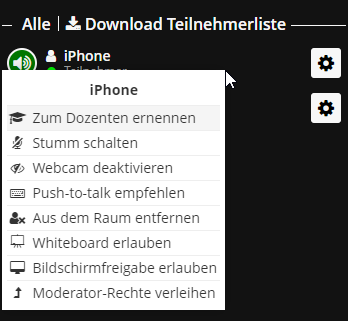 Alle | Download Teilnehmerliste
iPhone
Teilnehmer
iPhone
Zum Dozenten ernennen
Stumm schalten
Webcam deaktivieren
Push-to-talk empfehlen
Aus dem Raum entfernen
Whiteboard erlauben
Bildschirmfreigabe erlauben
Moderator-Rechte verleihen